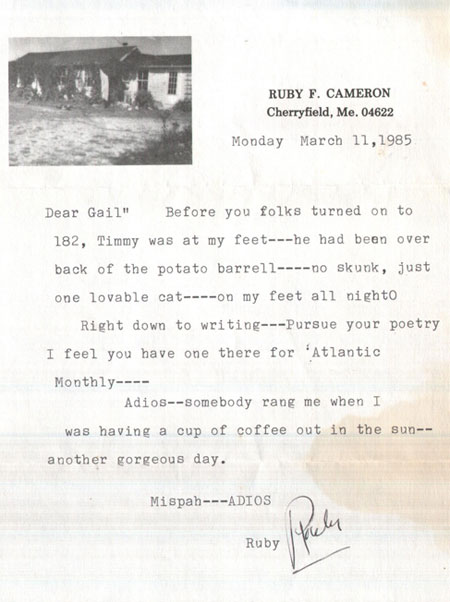 RUBY F. CAMERON
Cherryfield, Me. 04622
Monday March 11,1985
Dear Gail" Before you folks turned on to
182, Timmy was at my feet---he had been over
back of the potato barrell----no skunk, just
one lovable cat----on my feet all nightO
Right down to writing---Pursue your poetry
I feel you have one there for 'Atlantic
Monthly----
Adios--somebody rang me when I
was having a cup of coffee out in the sun--
another gorgeous day.
Mispah---ADIOS
Ruby Ruby